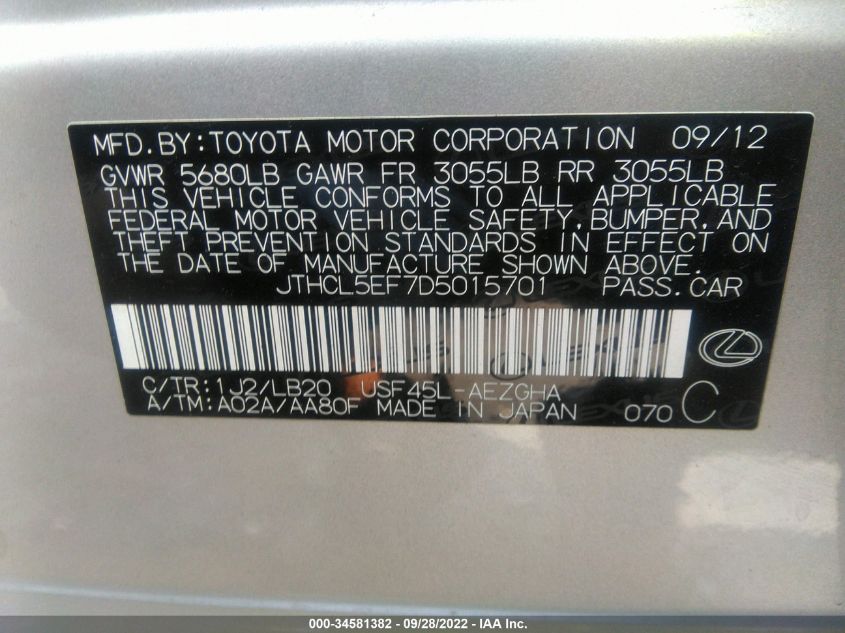 MFD.BY:TOYOTA MOTOR CORPORATION 09/12
GVWR 5680LB GAWR FR 3055LB RR 3055LB
THIS VEHICLE CONFORMS TO ALL APPLICABLE
FEDERAL MOTOR VEHICLE SAFETY,BUMPER,AND
THEFT PREVENTION STANDARDS IN EFFECT ON
THE DATE OF MANUFACTURE SHOWN ABOVE.
JTHCL5EF7D5015701 PASS.CAR
C/TR:1J2/LB20 USF45L-AEZGHA
A/TM:A02A/AA80F MADE IN JAPAN 070 C
000-34581382 / 09/28/2022 - IAA Inc.